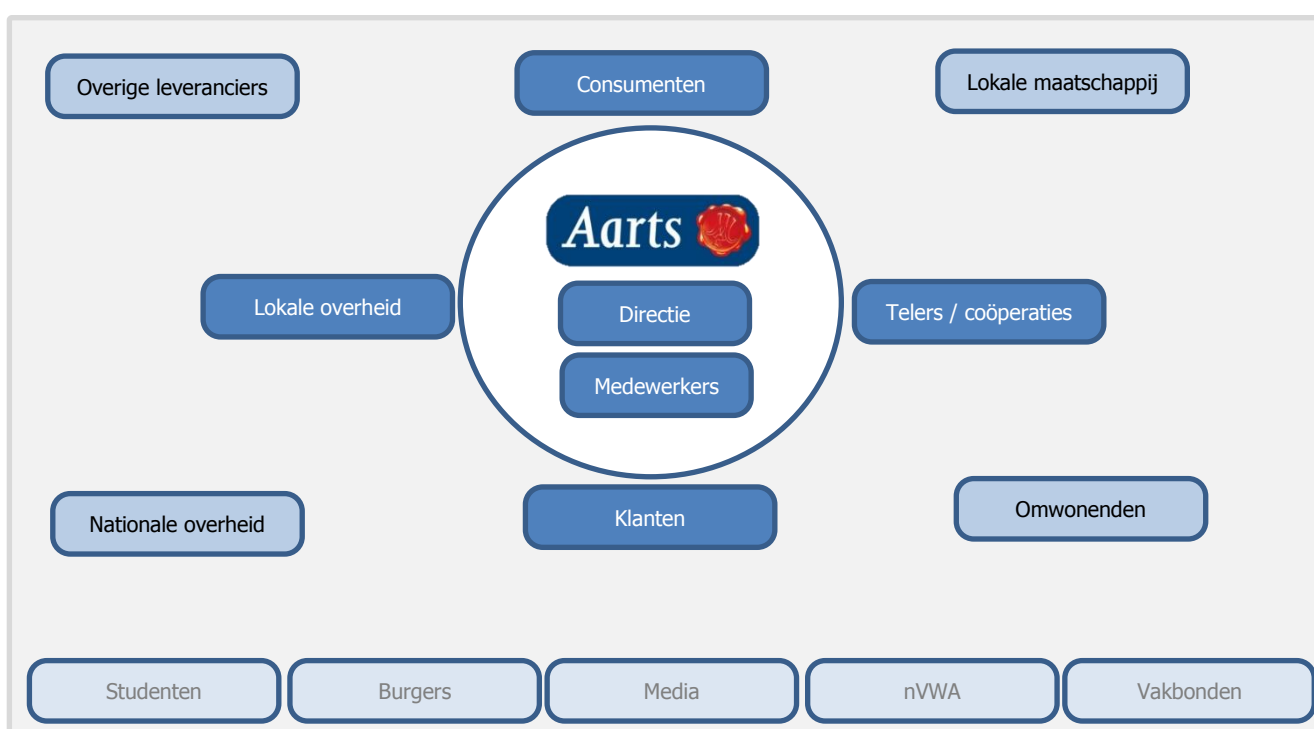 Overige leveranciers
Consumenten
Lokale maatschappij
Aarts
Lokale overheid
Directie
Telers / coöperaties
Medewerkers
Nationale overheid
Klanten
Omwonenden
Studenten
Burgers
Media
nVWA
Vakbonden